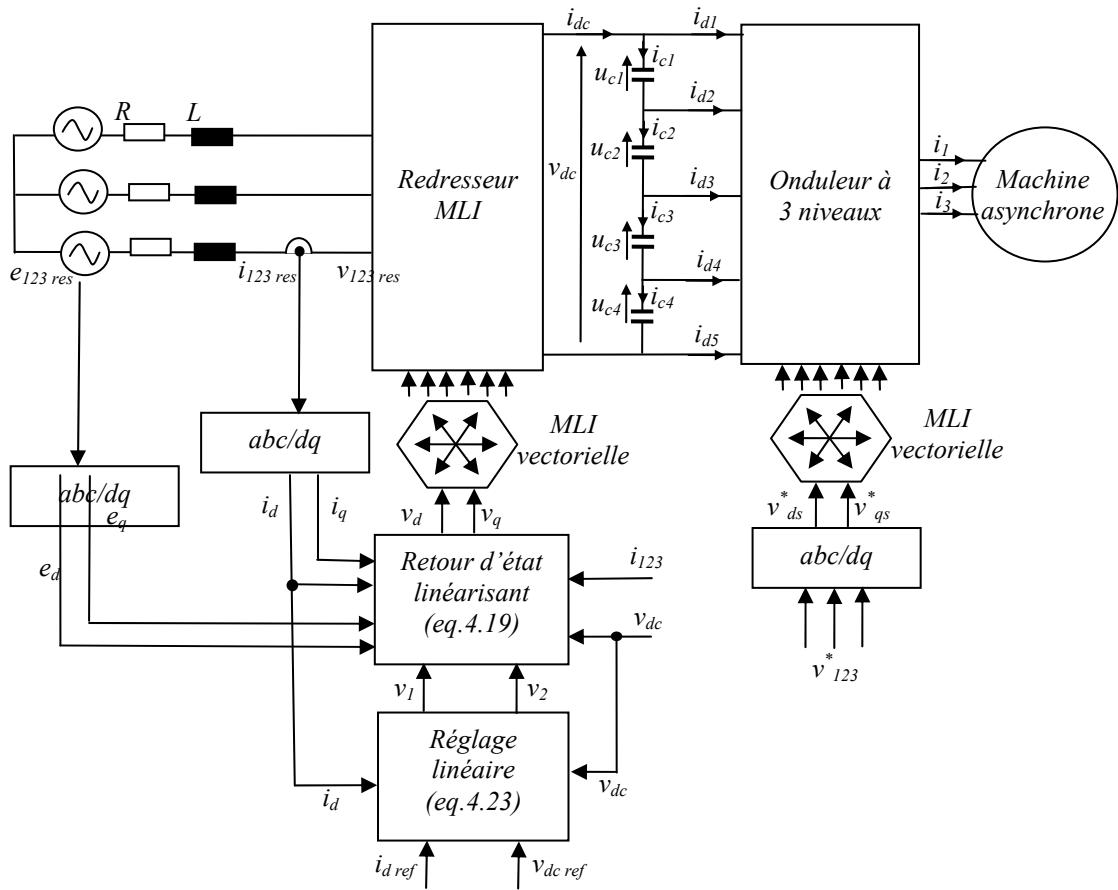 i_dc
i_d1
R
L
Redresseur
MLI
v_dc
u_c1
i_c1
i_d2
u_c2
i_c2
i_d3
u_c3
i_c3
i_d4
u_c4
i_c4
i_d5
Onduleur à
3 niveaux
i_1
i_2
i_3
Machine
asynchrone
e_123 res
i_123 res
v_123 res
abc/dq
abc/dq
MLI
vectorielle
MLI
vectorielle
i_d
i_q
e_q
e_d
v_d
v_q
v^*_ds
v^*_qs
abc/dq
v^*_123
Retour d’état
linéarisant
(eq.4.19)
i_123
v_dc
v_1
v_2
Réglage
linéaire
(eq.4.23)
i_d
v_dc
i_d ref
v_dc ref